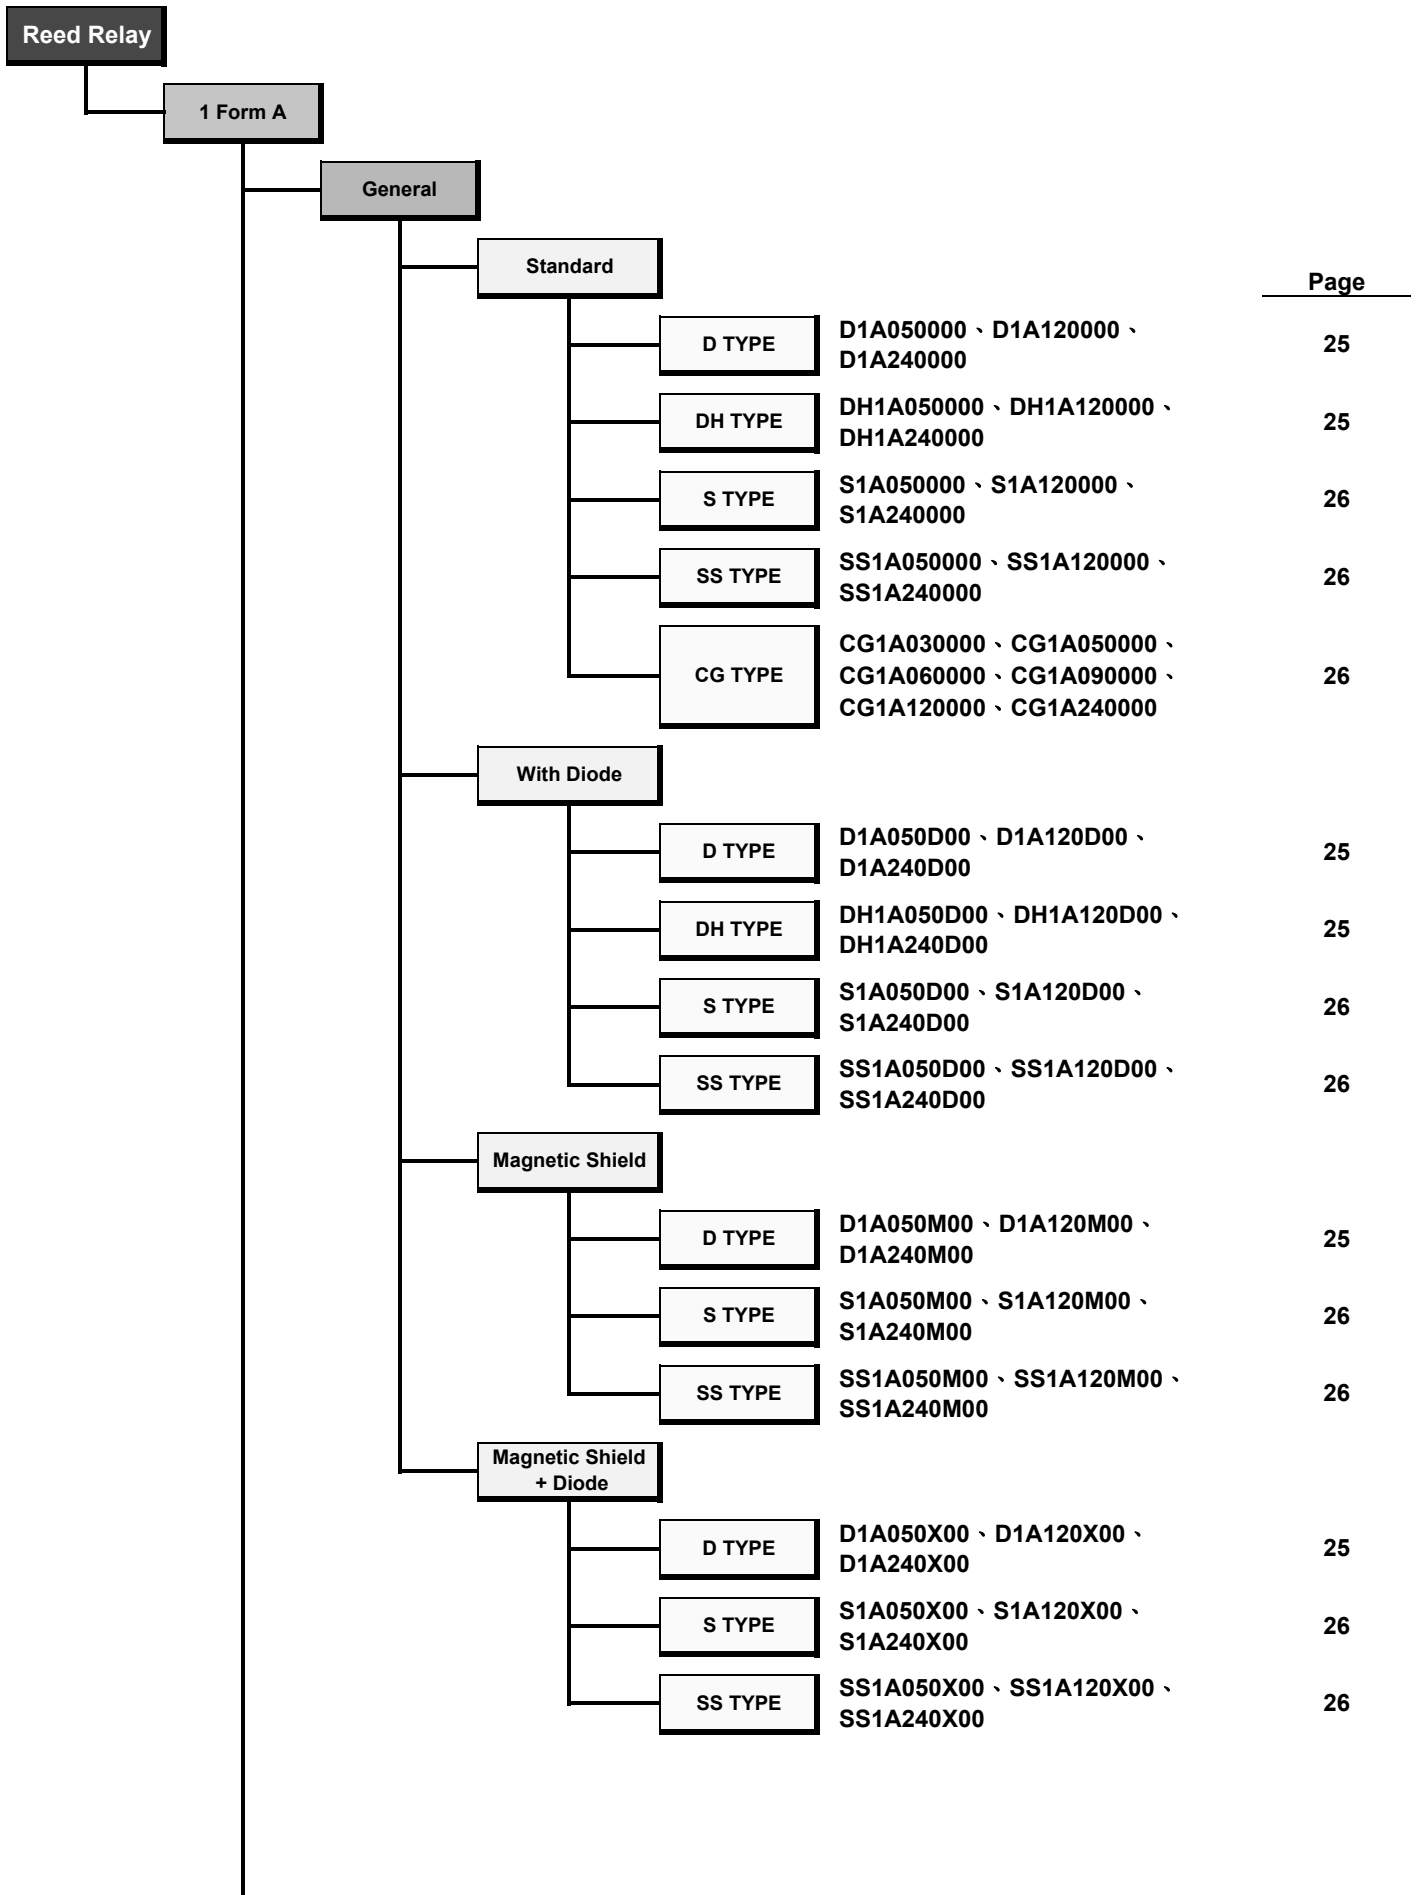 Reed Relay
1 Form A
General
Standard
Page
D TYPE
D1A050000、D1A120000、
D1A240000
25
DH TYPE
DH1A050000、DH1A120000、
DH1A240000
25
S TYPE
S1A050000、S1A120000、
S1A240000
26
SS TYPE
SS1A050000、SS1A120000、
SS1A240000
26
CG TYPE
CG1A030000、CG1A050000、
CG1A060000、CG1A090000、
CG1A120000、CG1A240000
26
With Diode
D TYPE
D1A050D00、D1A120D00、
D1A240D00
25
DH TYPE
DH1A050D00、DH1A120D00、
DH1A240D00
25
S TYPE
S1A050D00、S1A120D00、
S1A240D00
26
SS TYPE
SS1A050D00、SS1A120D00、
SS1A240D00
26
Magnetic Shield
D TYPE
D1A050M00、D1A120M00、
D1A240M00
25
S TYPE
S1A050M00、S1A120M00、
S1A240M00
26
SS TYPE
SS1A050M00、SS1A120M00、
SS1A240M00
26
Magnetic Shield
+ Diode
D TYPE
D1A050X00、D1A120X00、
D1A240X00
25
S TYPE
S1A050X00、S1A120X00、
S1A240X00
26
SS TYPE
SS1A050X00、SS1A120X00、
SS1A240X00
26